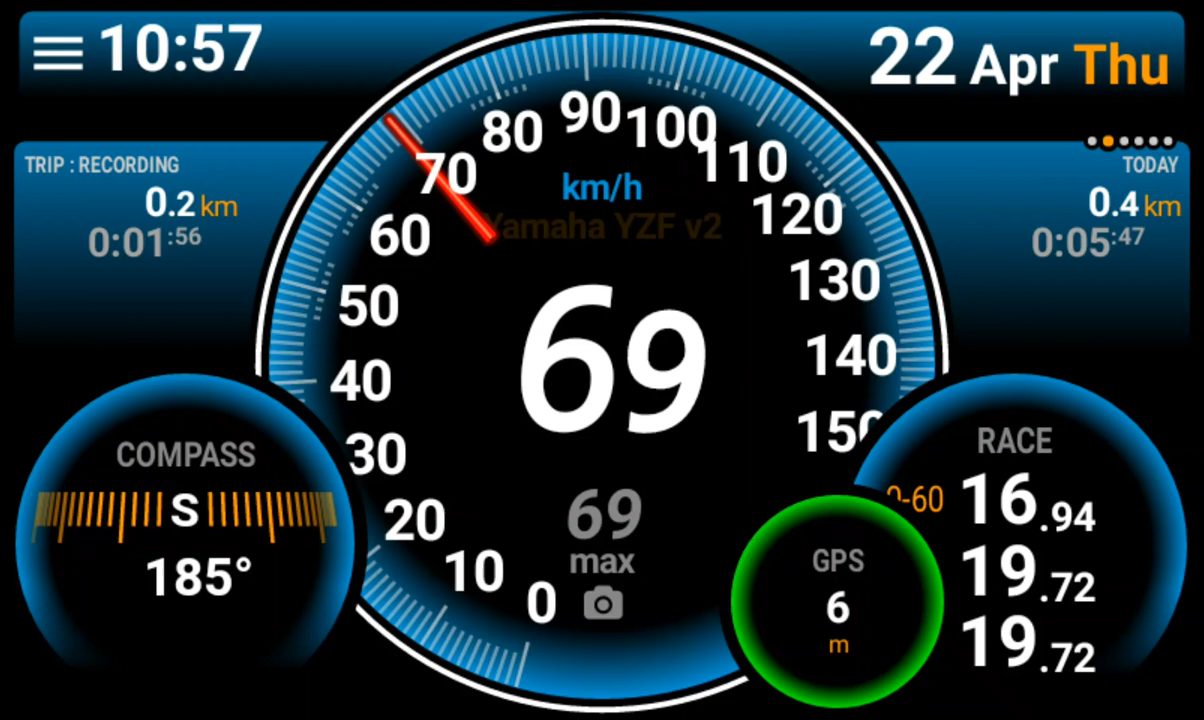 10:57
22 Apr Thu
TRIP : RECORDING
0.2 km
0:01:56
TODAY
0.4 km
0:05:47
0
10
20
30
40
50
60
70
80
90
100
110
120
130
140
150
km/h
Yamaha YZF v2
69
69
max
COMPASS
S
185°
GPS
6
m
RACE
0-60 16.94
19.72
19.72